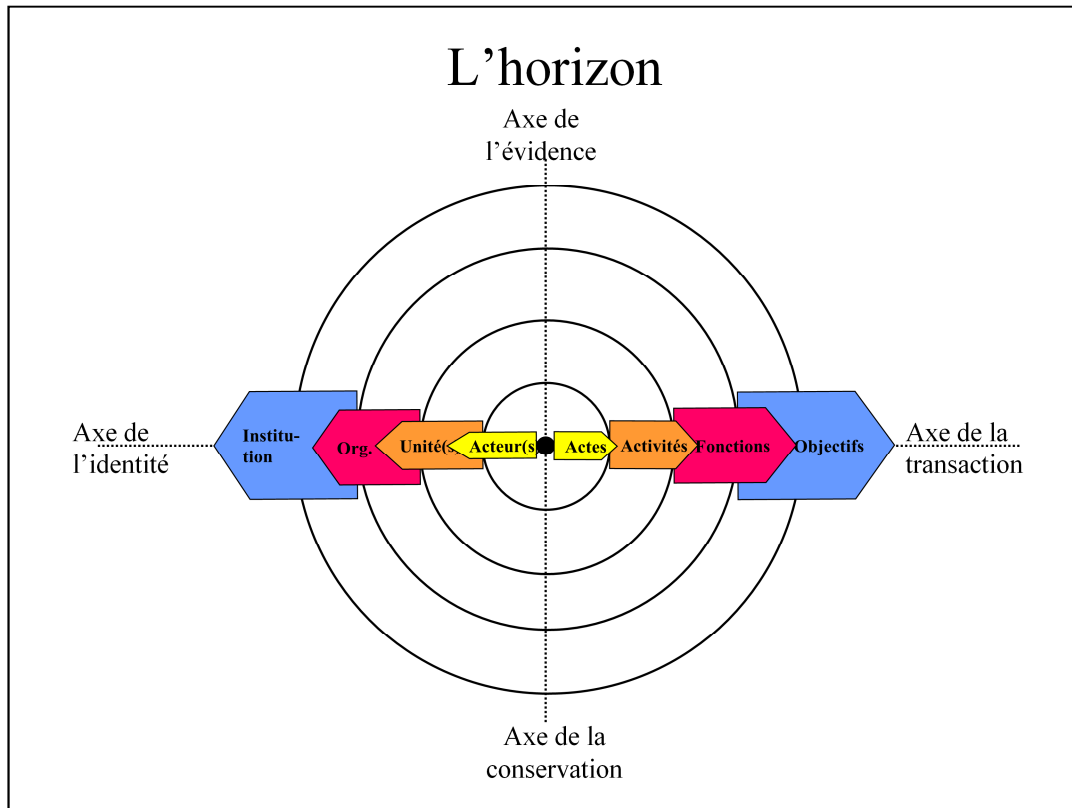 L'horizon
Axe de
l'évidence
Axe de
l'identité
Institu-
tion
Org.
Unité(s)
Acteur(s)
Actes
Activités
Fonctions
Objectifs
Axe de la
transaction
Axe de la
conservation